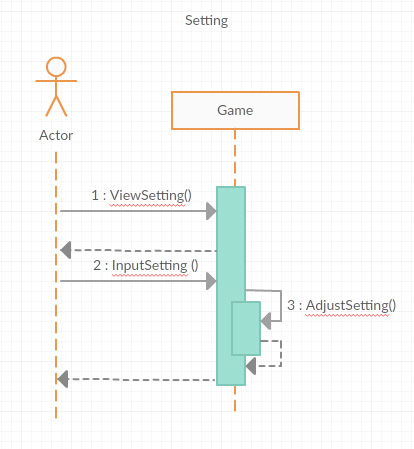 Setting
Game
Actor
1 : ViewSetting()
2 : InputSetting ()
3 : AdjustSetting()